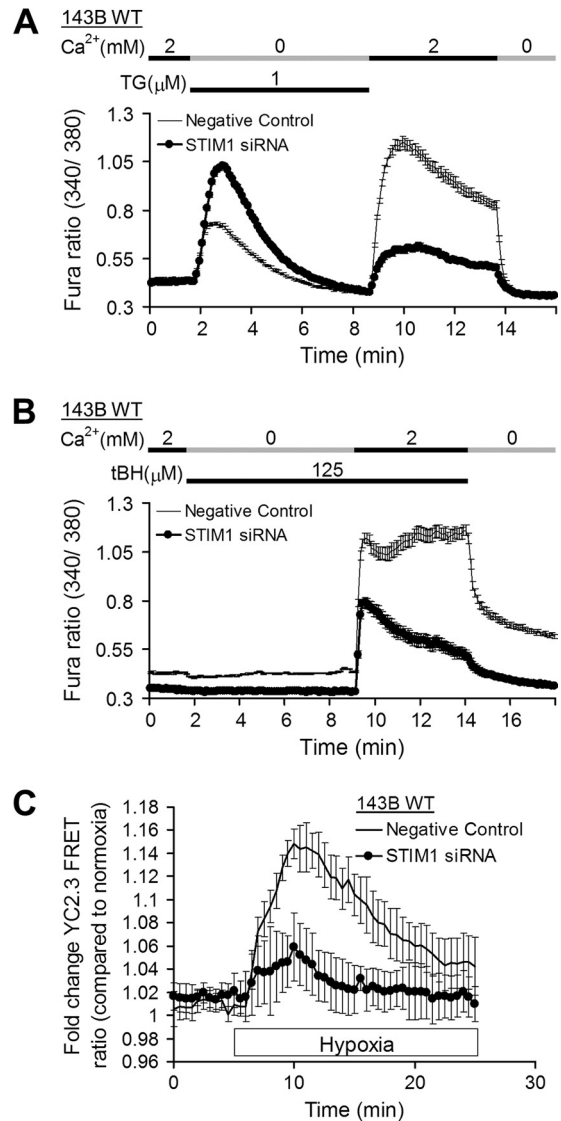 A
143B WT
Ca2+(mM) 2 0 2 0
TG(μM) 1
Negative Control
STIM1 siRNA
Fura ratio (340/ 380)
1.3
1.05
0.8
0.55
0.3
0 2 4 6 8 10 12 14
Time (min)
B
143B WT
Ca2+(mM) 2 0 2 0
tBH(μM) 125
Negative Control
STIM1 siRNA
Fura ratio (340/ 380)
1.3
1.05
0.8
0.55
0.3
0 2 4 6 8 10 12 14 16 18
Time (min)
C
143B WT
Negative Control
STIM1 siRNA
Fold change YC2.3 FRET
ratio (compared to normoxia)
1.18
1.16
1.14
1.12
1.1
1.08
1.06
1.04
1.02
1
0.98
0.96
Hypoxia
0 10 20 30
Time (min)